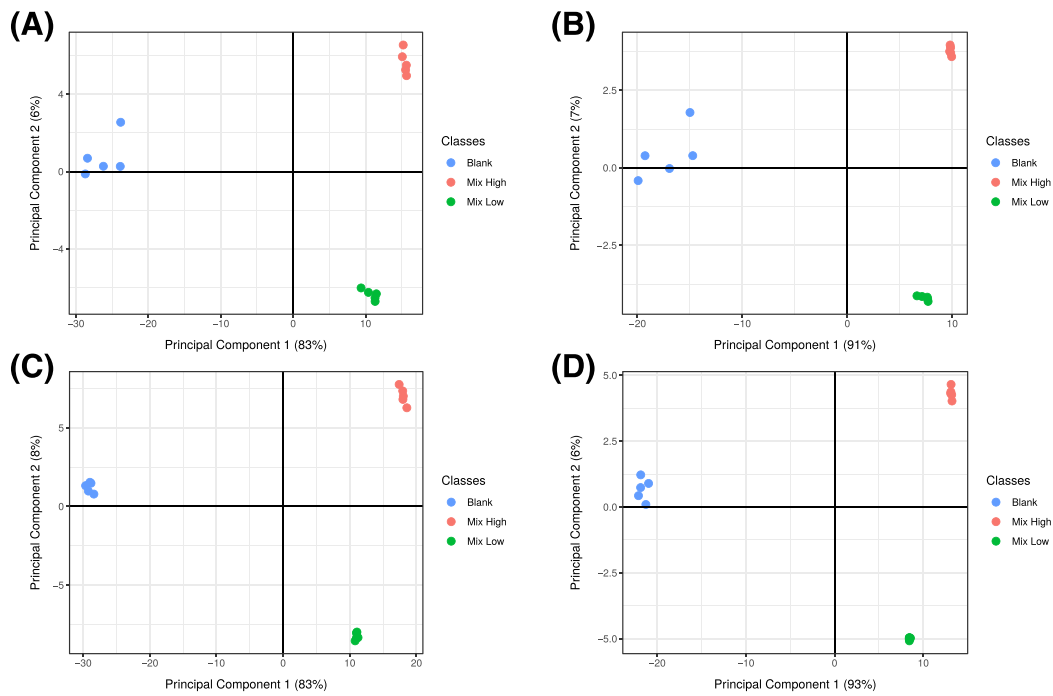 (A)
Principal Component 2 (6%)
4
0
−4
−30
−20
−10
0
10
Principal Component 1 (83%)
Classes
Blank
Mix High
Mix Low
(B)
Principal Component 2 (7%)
2.5
0.0
−2.5
−20
−10
0
10
Principal Component 1 (91%)
Classes
Blank
Mix High
Mix Low
(C)
Principal Component 2 (8%)
5
0
−5
−30
−20
−10
0
10
20
Principal Component 1 (83%)
Classes
Blank
Mix High
Mix Low
(D)
Principal Component 2 (6%)
5.0
2.5
0.0
−2.5
−5.0
−20
−10
0
10
Principal Component 1 (93%)
Classes
Blank
Mix High
Mix Low